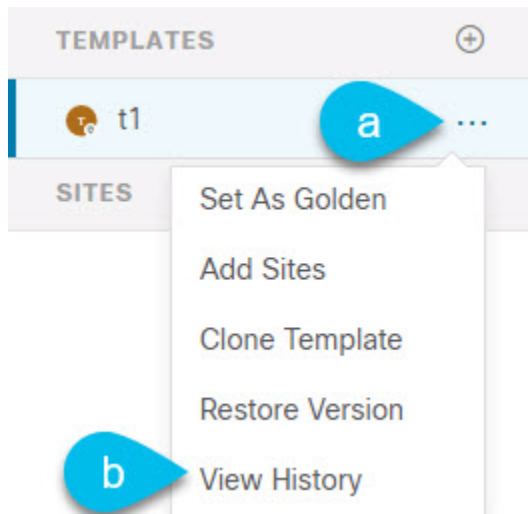 TEMPLATES
T t1 a ...
SITES
Set As Golden
Add Sites
Clone Template
Restore Version
b View History